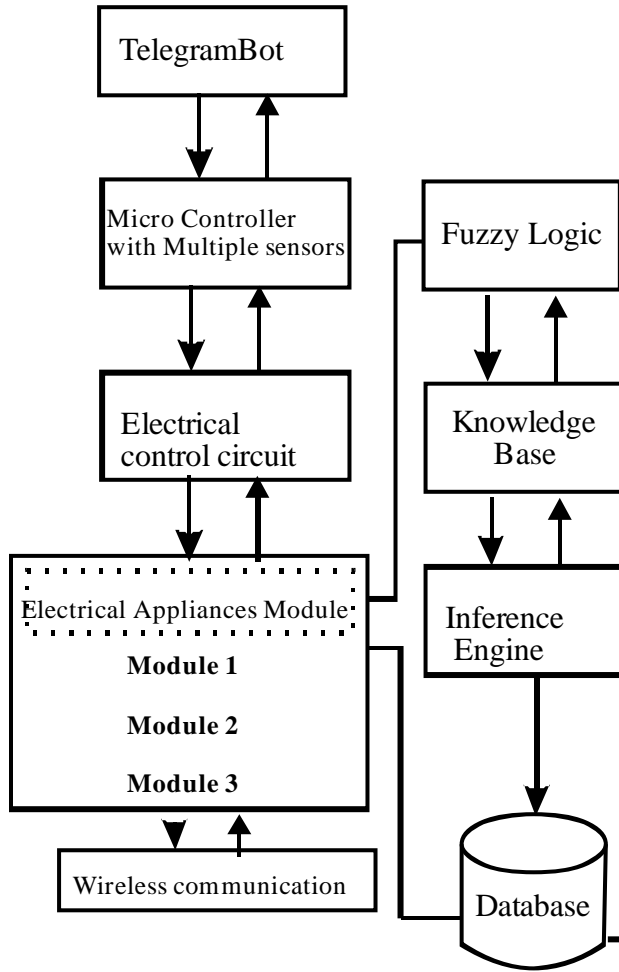 TelegramBot
Micro Controller
with Multiple sensors
Electrical
control circuit
Electrical Appliances Module
Module 1
Module 2
Module 3
Wireless communication
Fuzzy Logic
Knowledge
Base
Inference
Engine
Database